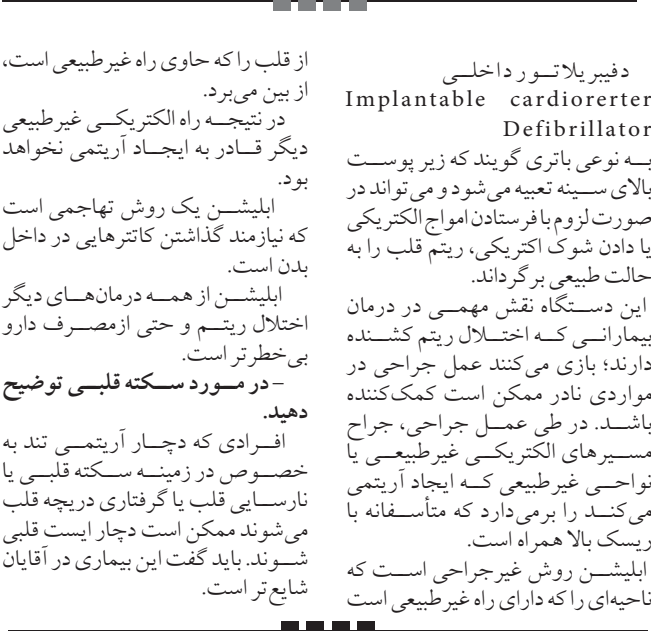 دفیبریلاتور داخلی
Implantable cardiorerter
Defibrillator
به نوعی باتری گویند که زیر پوست
بالای سینه تعبیه می‌شود و می‌تواند در
صورت لزوم با فرستادن امواج الکتریکی
یا دادن شوک اکتریکی، ریتم قلب را به
حالت طبیعی برگرداند.
این دستگاه نقش مهمی در درمان
بیمارانی که اختلال ریتم کشنده
دارند؛ بازی می‌کنند عمل جراحی در
مواردی نادر ممکن است کمک‌کننده
باشد. در طی عمل جراحی، جراح
مسیرهای الکتریکی غیرطبیعی یا
نواحی غیرطبیعی که ایجاد آریتمی
می‌کند را برمی‌دارد که متأسفانه با
ریسک بالا همراه است.
ابلیشن روش غیرجراحی است که
ناحیه‌ای را که دارای راه غیرطبیعی است
از قلب را که حاوی راه غیرطبیعی است،
از بین می‌برد.
در نتیجه راه الکتریکی غیرطبیعی
دیگر قادر به ایجاد آریتمی نخواهد
بود.
ابلیشن یک روش تهاجمی است
که نیازمند گذاشتن کاتترهایی در داخل
بدن است.
ابلیشن از همه درمان‌های دیگر
اختلال ریتم و حتی ازمصرف دارو
بی‌خطرتر است.
– در مورد سکته قلبی توضیح
دهید.
افرادی که دچار آریتمی تند به
خصوص در زمینه سکته قلبی یا
نارسایی قلب یا گرفتاری دریچه قلب
می‌شوند ممکن است دچار ایست قلبی
شوند. باید گفت این بیماری در آقایان
شایع‌تر است.